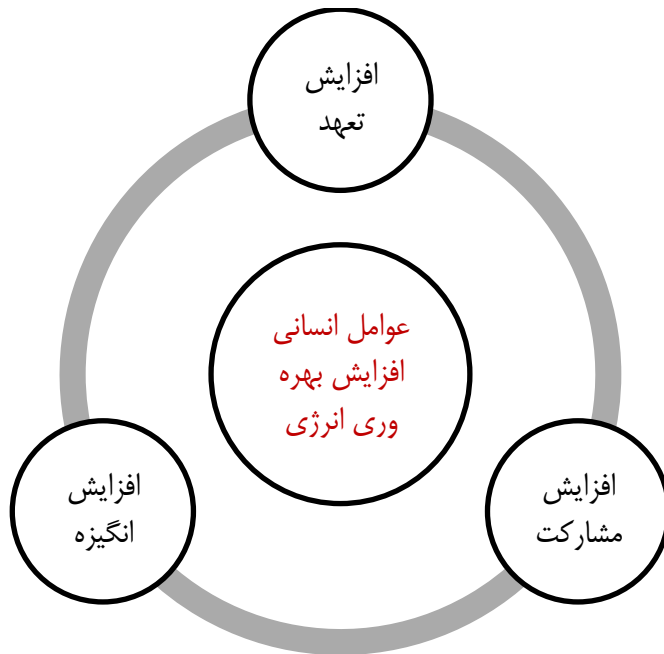 افزایش
تعهد
عوامل انسانی
افزایش بهره
وری انرژی
افزایش
مشارکت
افزایش
انگیزه